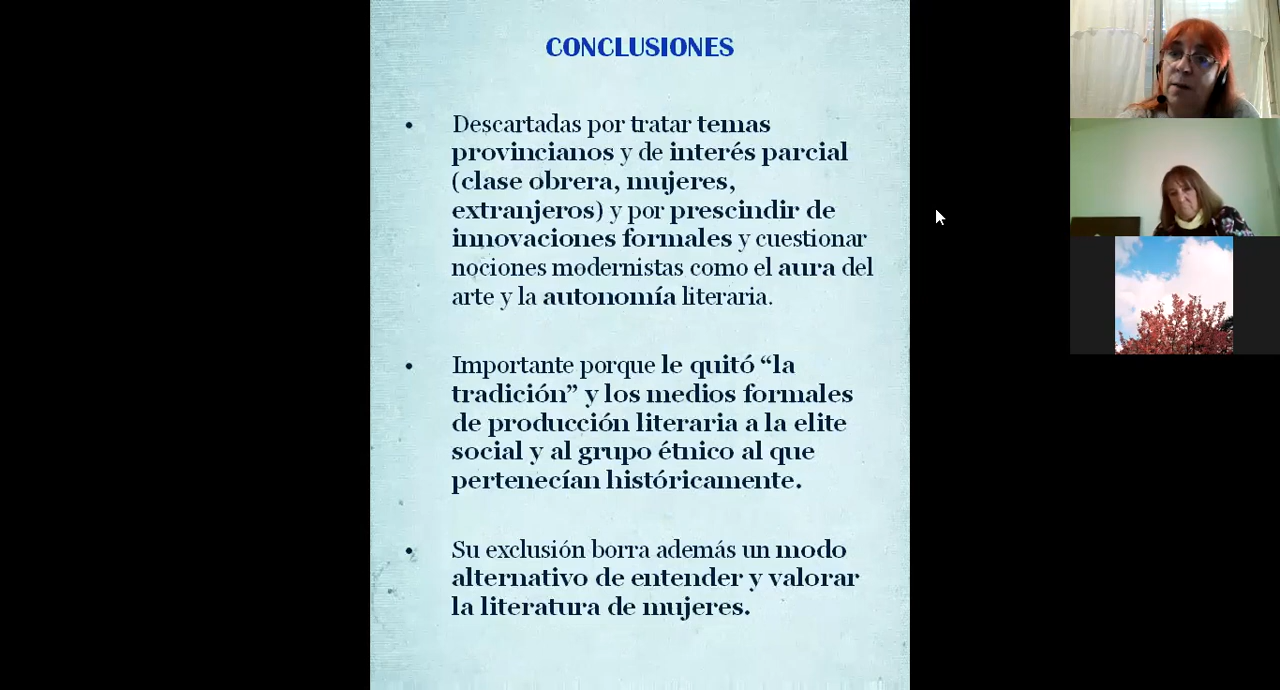 CONCLUSIONES
• Descartadas por tratar temas
provincianos y de interés parcial
(clase obrera, mujeres,
extranjeros) y por prescindir de
innovaciones formales y cuestionar
nociones modernistas como el aura del
arte y la autonomía literaria.
• Importante porque le quitó “la
tradición” y los medios formales
de producción literaria a la elite
social y al grupo étnico al que
pertenecían históricamente.
• Su exclusión borra además un modo
alternativo de entender y valorar
la literatura de mujeres.